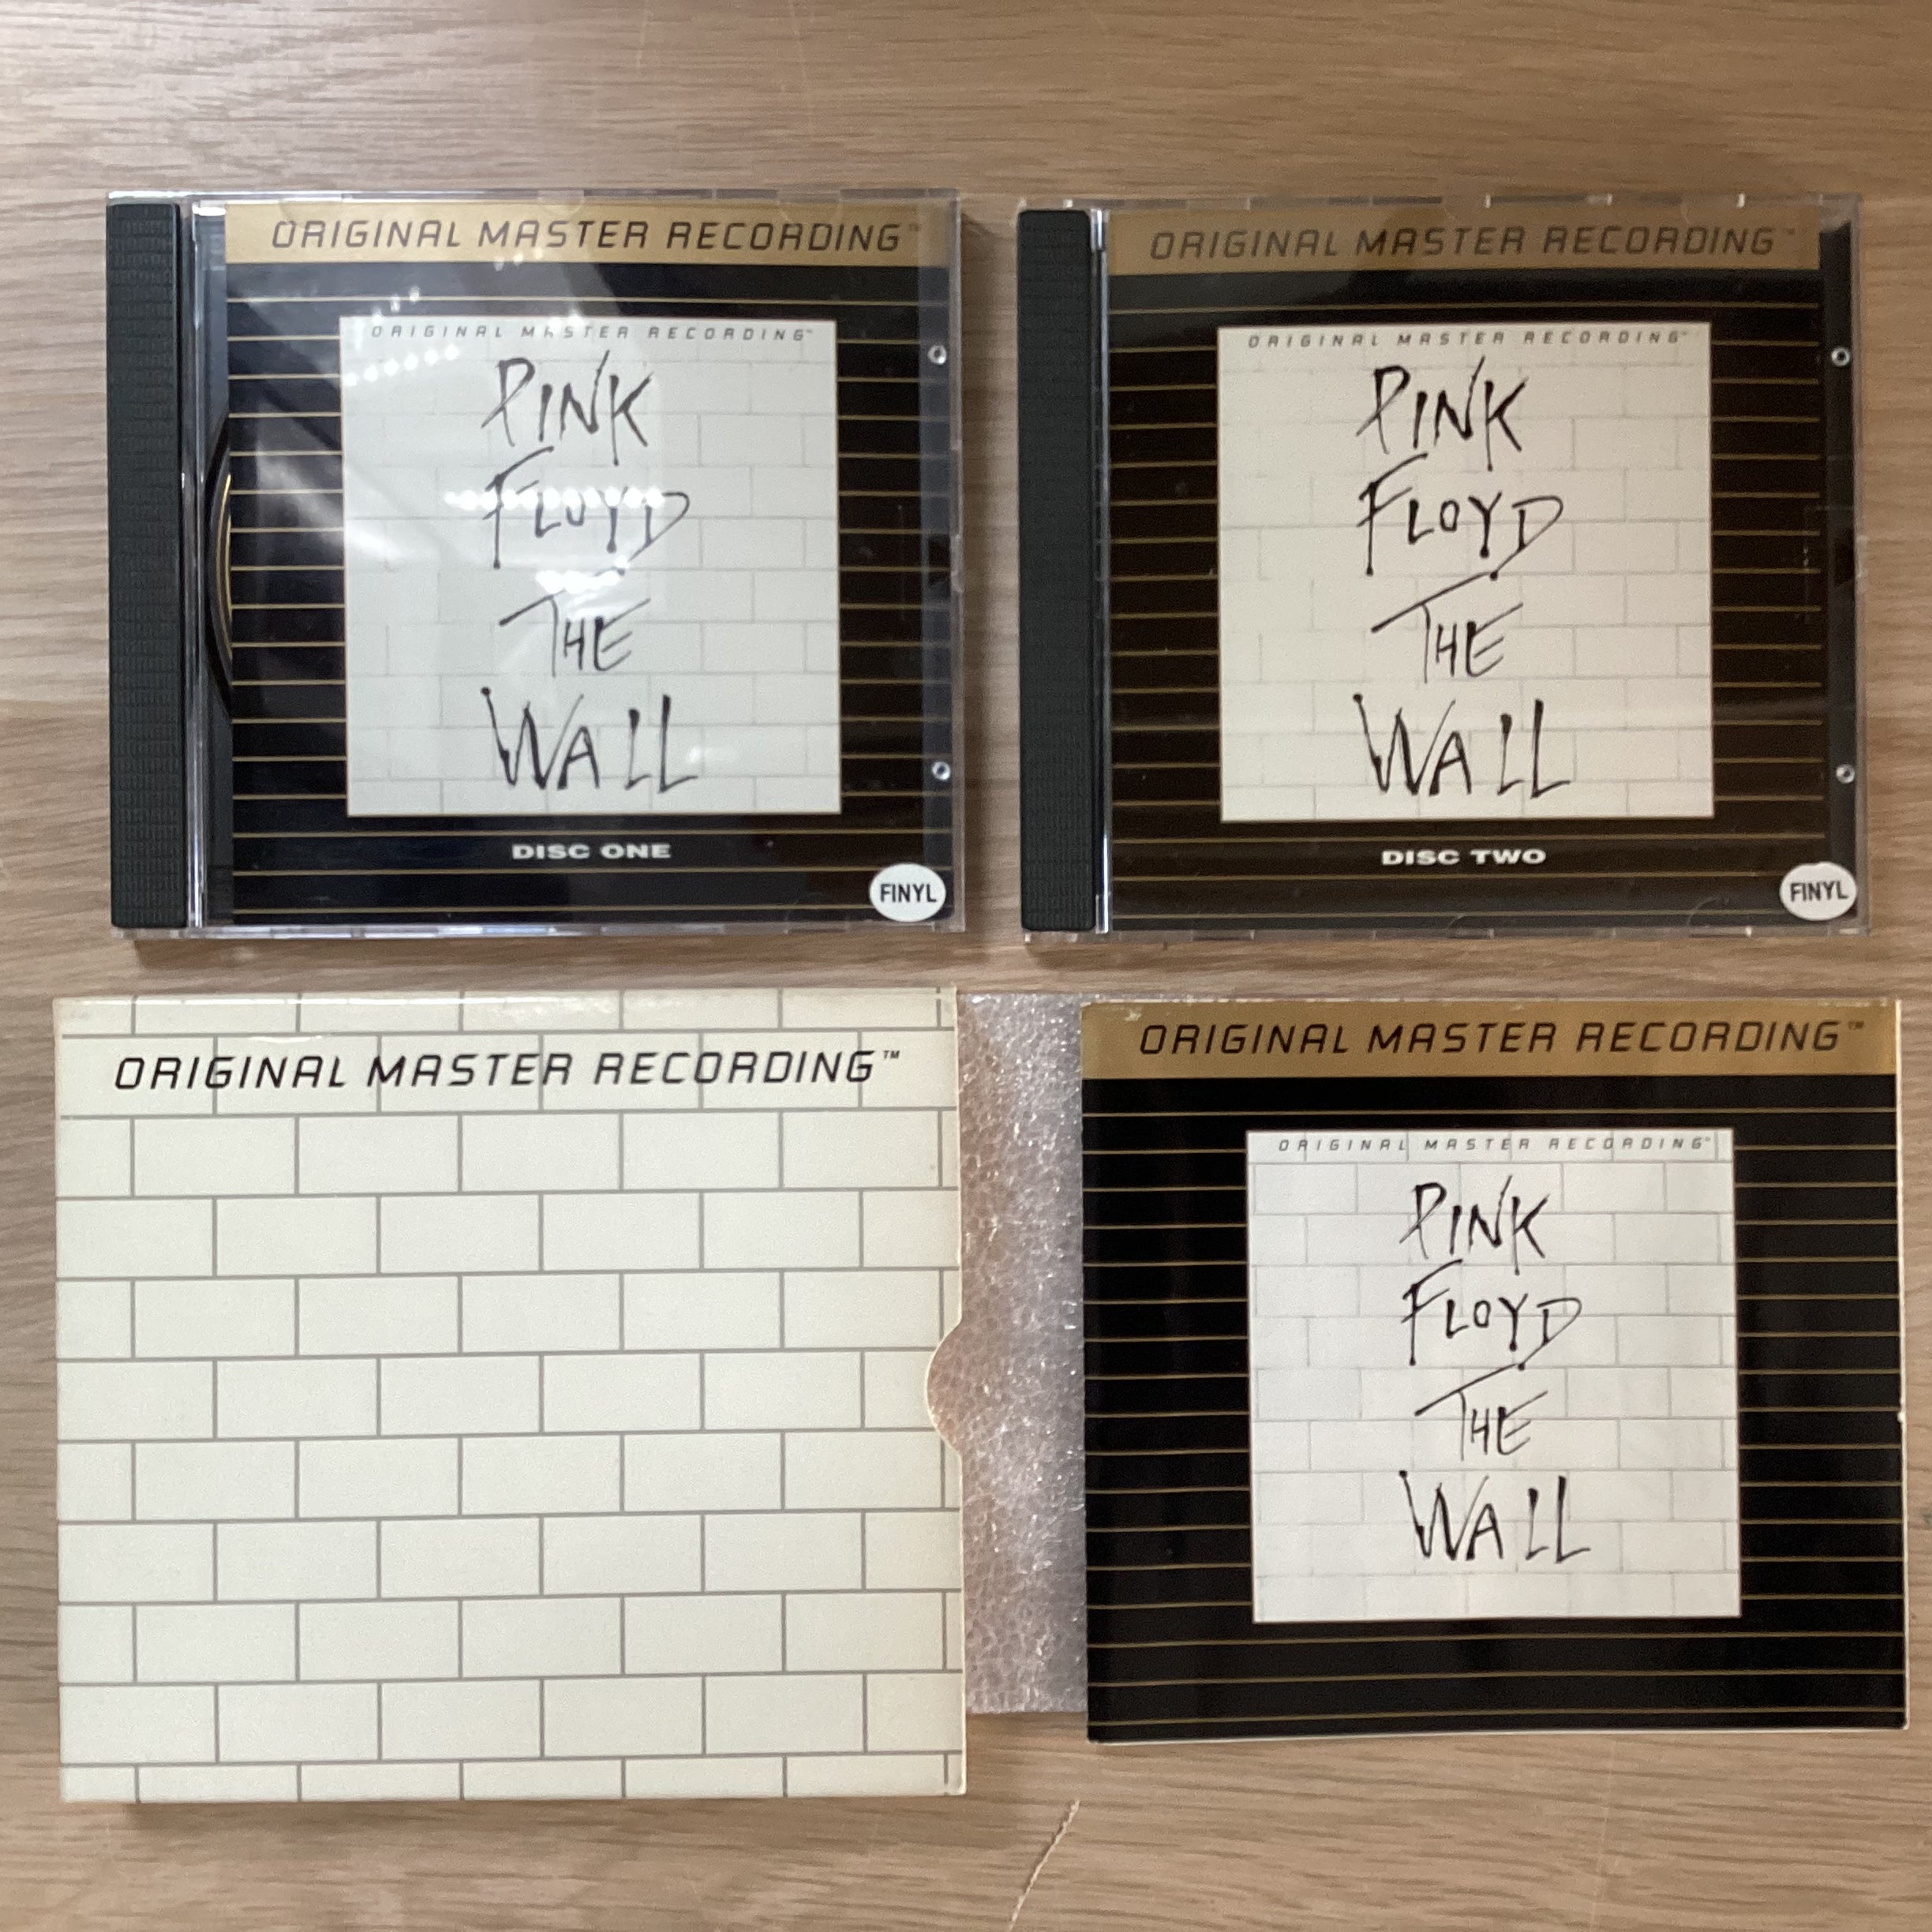 ORIGINAL MASTER RECORDING™
ORIGINAL MASTER RECORDING™
PINK
FLOYD
THE
WALL
DISC ONE
FINYL
ORIGINAL MASTER RECORDING™
ORIGINAL MASTER RECORDING™
PINK
FLOYD
THE
WALL
DISC TWO
FINYL
ORIGINAL MASTER RECORDING™
ORIGINAL MASTER RECORDING™
ORIGINAL MASTER RECORDING™
PINK
FLOYD
THE
WALL